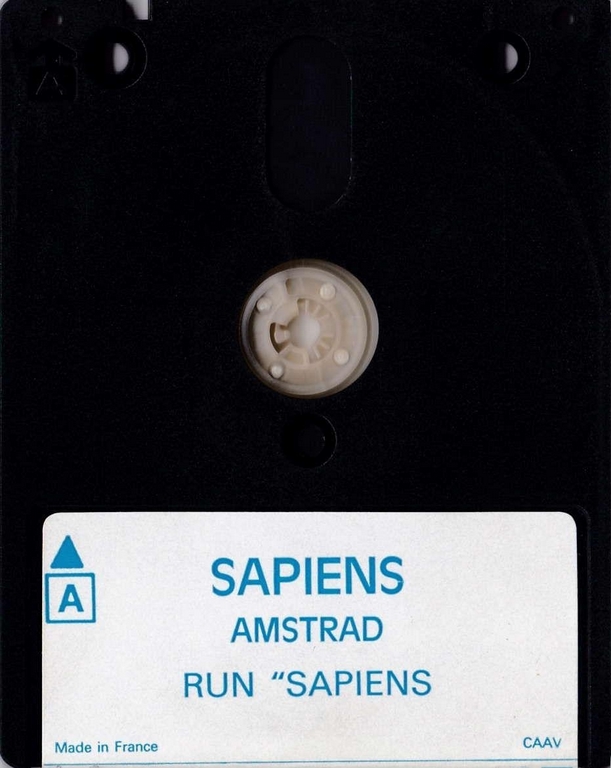 SAPIENS
A
AMSTRAD
RUN “SAPIENS
Made in France
CAAV